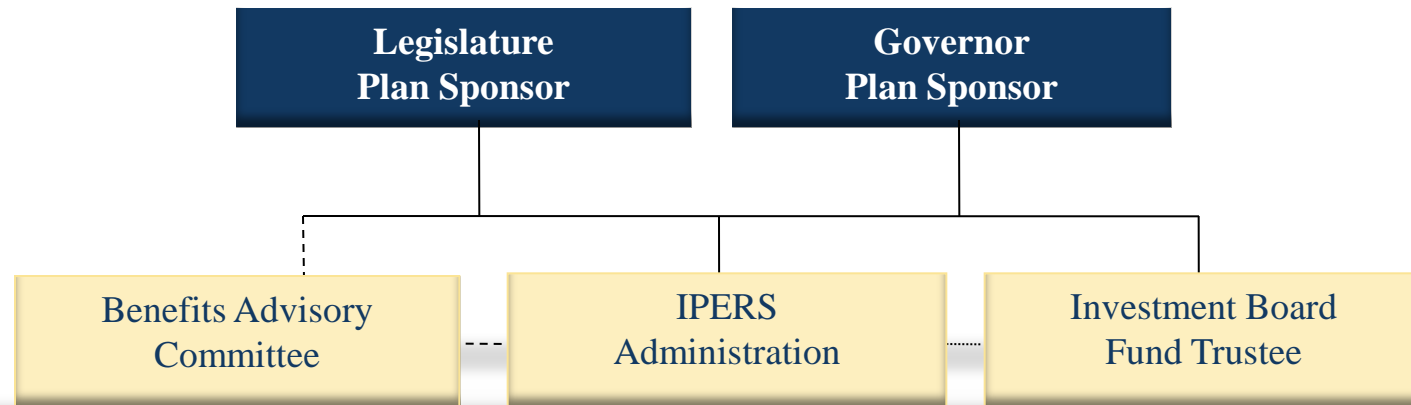 Legislature
Plan Sponsor
Governor
Plan Sponsor
Benefits Advisory
Committee
IPERS
Administration
Investment Board
Fund Trustee